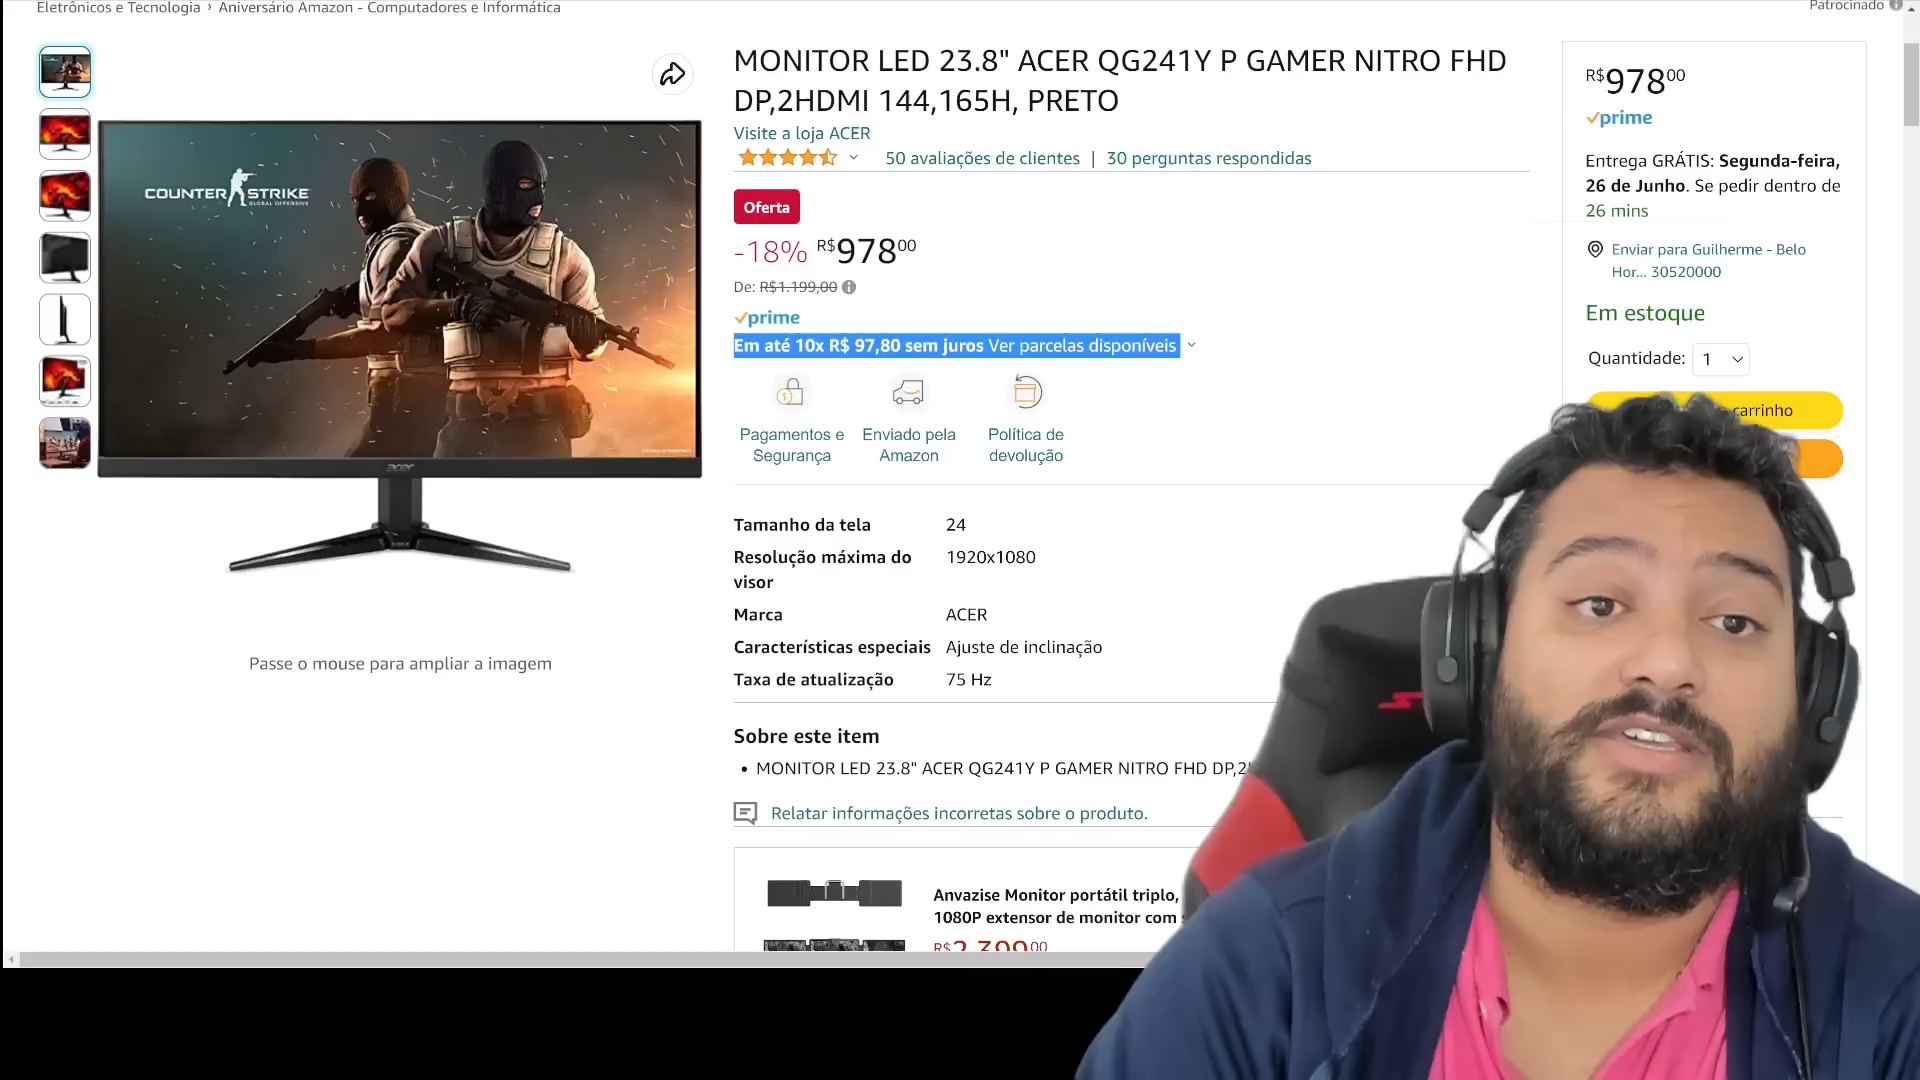 Eletrônicos e Tecnologia › Aniversário Amazon - Computadores e Informática
Patrocinado
COUNTER STRIKE
GLOBAL OFFENSIVE
acer
Passe o mouse para ampliar a imagem
MONITOR LED 23.8" ACER QG241Y P GAMER NITRO FHD
DP,2HDMI 144,165H, PRETO
Visite a loja ACER
50 avaliações de clientes | 30 perguntas respondidas
Oferta
-18% R$97800
De: R$1.199,00
prime
Em até 10x R$ 97,80 sem juros Ver parcelas disponíveis
Pagamentos e
Segurança
Enviado pela
Amazon
Política de
devolução
Tamanho da tela 24
Resolução máxima do
visor
1920x1080
Marca ACER
Características especiais Ajuste de inclinação
Taxa de atualização 75 Hz
Sobre este item
• MONITOR LED 23.8" ACER QG241Y P GAMER NITRO FHD DP,2
Relatar informações incorretas sobre o produto.
Anvazise Monitor portátil triplo,
1080P extensor de monitor com
R$2.39900
R$97800
prime
Entrega GRÁTIS: Segunda-feira,
26 de Junho. Se pedir dentro de
26 mins
Enviar para Guilherme - Belo
Hor... 30520000
Em estoque
Quantidade: 1
carrinho